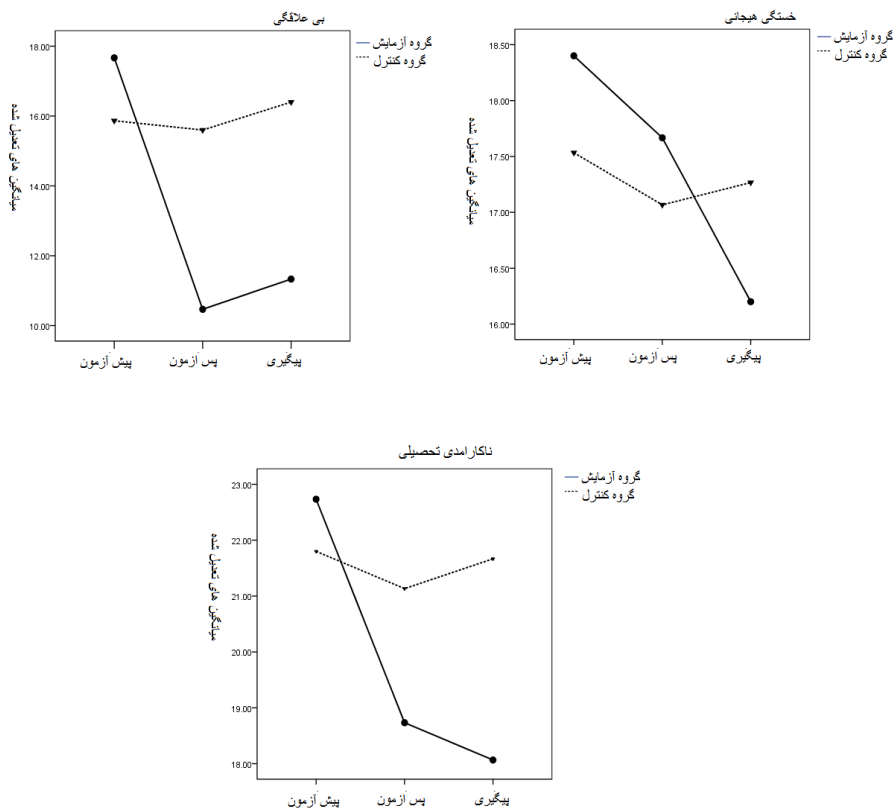 بی علاقگی
گروه آزمایش
گروه کنترل
میانگین های تعدیل شده
18.00
16.00
14.00
12.00
10.00
پیش آزمون
پس آزمون
پیگیری
خستگی هیجانی
گروه آزمایش
گروه کنترل
میانگین های تعدیل شده
18.50
18.00
17.50
17.00
16.50
16.00
پیش آزمون
پس آزمون
پیگیری
ناکارامدی تحصیلی
گروه آزمایش
گروه کنترل
میانگین های تعدیل شده
23.00
22.00
21.00
20.00
19.00
18.00
پیش آزمون
پس آزمون
پیگیری